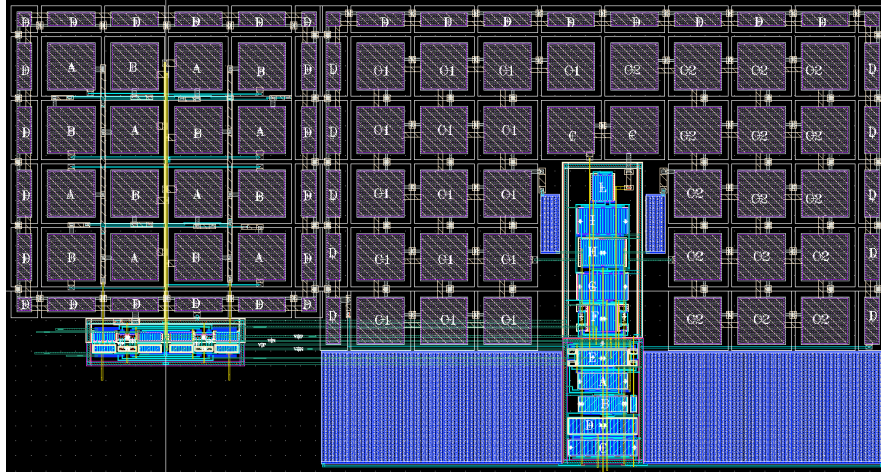 D D D D D D D D D
D A B A B D D C1 C1 C1 C1 C2 C2 C2 C2 D
D B A B A D D C1 C1 C1 C C C2 C2 C2 D
D A B A B D D C1 C1 C1 L C2 C2 C2 D
I
D B A B A D D C1 C1 C1 H C2 C2 C2 D
G
D D D D D D D C1 C1 C1 F C2 C2 C2 D
E
A
B
D
C